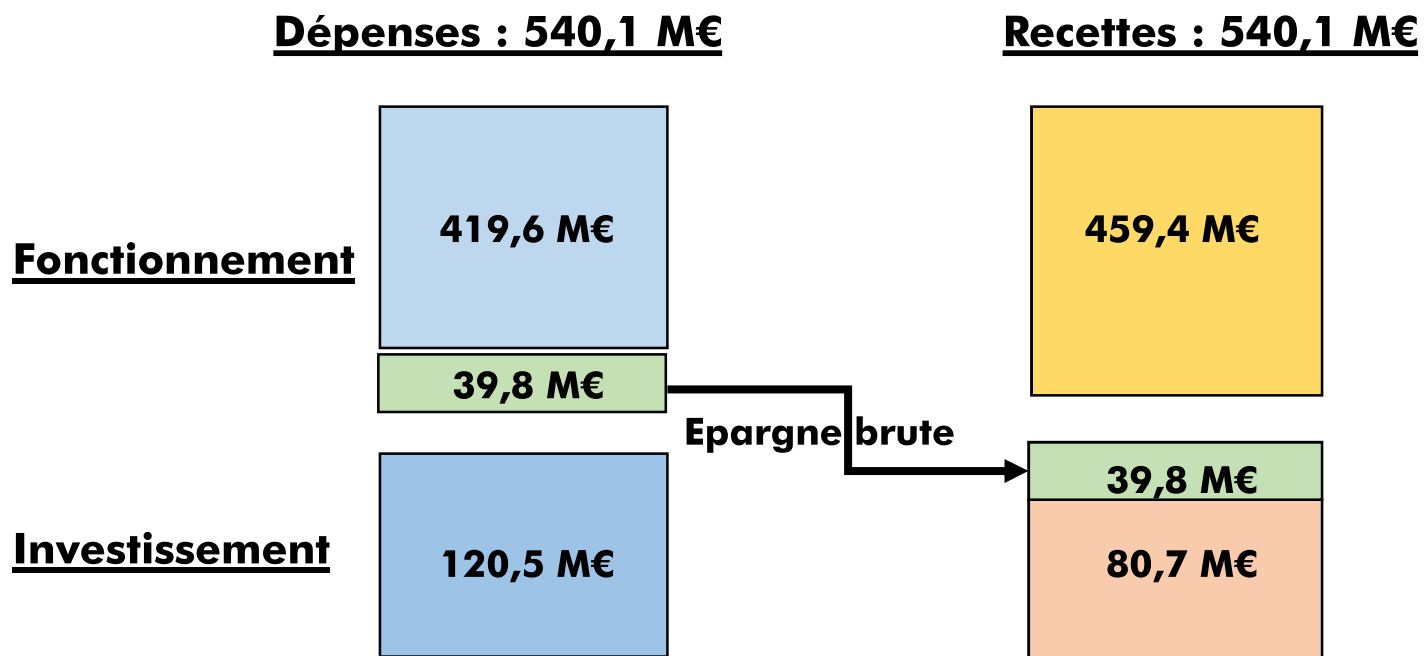 Dépenses : 540,1 M€
Recettes : 540,1 M€
419,6 M€
459,4 M€
Fonctionnement
39,8 M€
Epargne brute
39,8 M€
Investissement
120,5 M€
80,7 M€